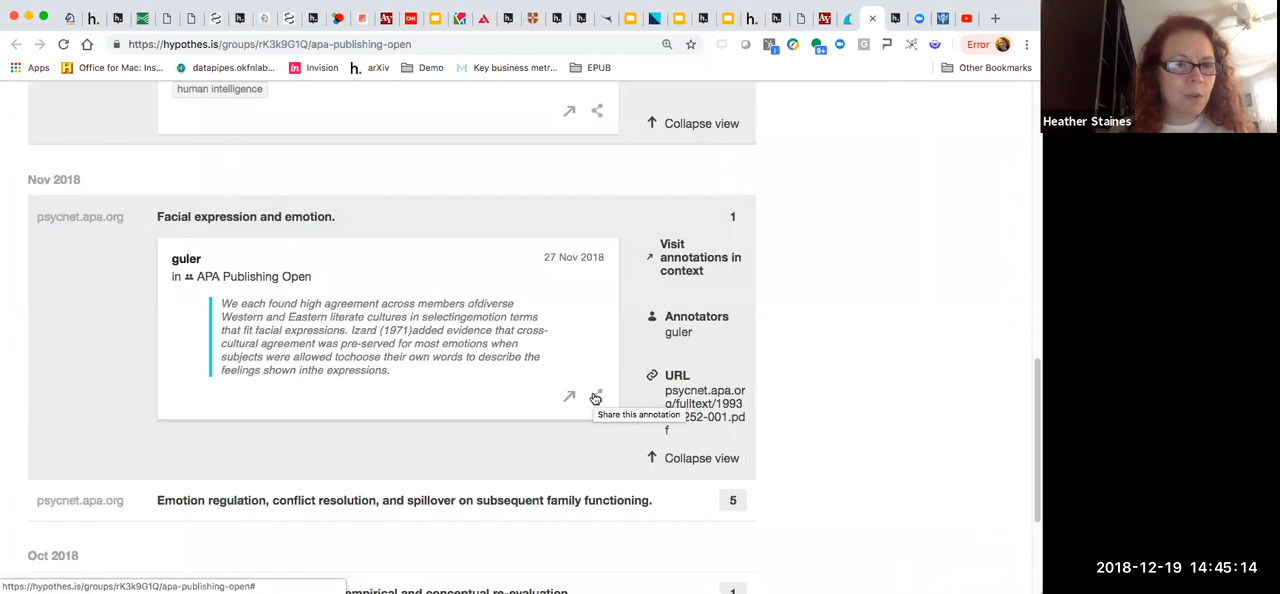 https://hypothes.is/groups/rK3k9G1Q/apa-publishing-open
Error
Apps
Office for Mac: Ins...
datapipes.okfnlab...
Invision
arXiv
Demo
Key business metr...
EPUB
Other Bookmarks
Heather Staines
human intelligence
Collapse view
Nov 2018
psycnet.apa.org
Facial expression and emotion.
1
guler
27 Nov 2018
in APA Publishing Open
We each found high agreement across members ofdiverse
Western and Eastern literate cultures in selectingemotion terms
that fit facial expressions. Izard (1971)added evidence that cross-
cultural agreement was pre-served for most emotions when
subjects were allowed tochoose their own words to describe the
feelings shown inthe expressions.
Visit
annotations in
context
Annotators
guler
URL
psycnet.apa.or
g/fulltext/1993
252-001.pd
f
Share this annotation
Collapse view
psycnet.apa.org
Emotion regulation, conflict resolution, and spillover on subsequent family functioning.
5
Oct 2018
https://hypothes.is/groups/rK3k9G1Q/apa-publishing-open#
empirical and conceptual re-evaluation.
1
2018-12-19 14:45:14